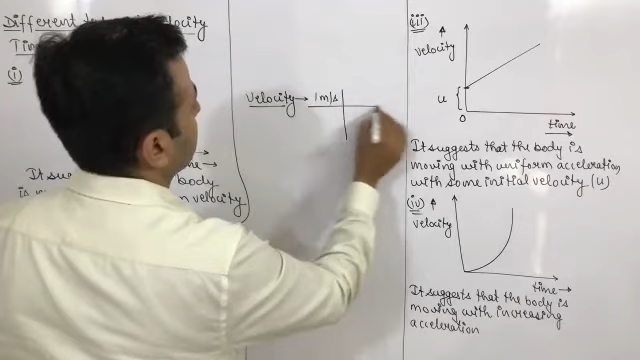 Different
velocity
Tim
(i)
It su
body
is
velocity
Velocity → 1 m/s
(iii)
velocity
u
0
time
It suggests that the body is
moving with uniform acceleration
with some initial velocity (u)
(iv)
velocity
time →
It suggests that the body is
moving with increasing
acceleration